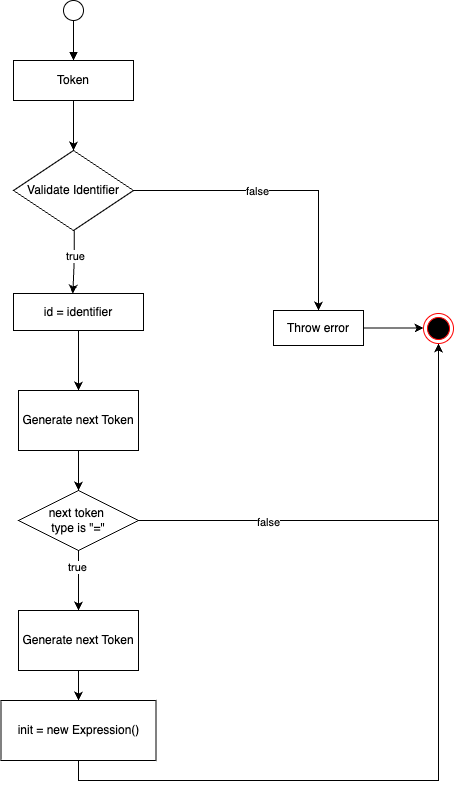 Token
Validate Identifier
false
true
id = identifier
Throw error
Generate next Token
next token
type is "="
false
true
Generate next Token
init = new Expression()